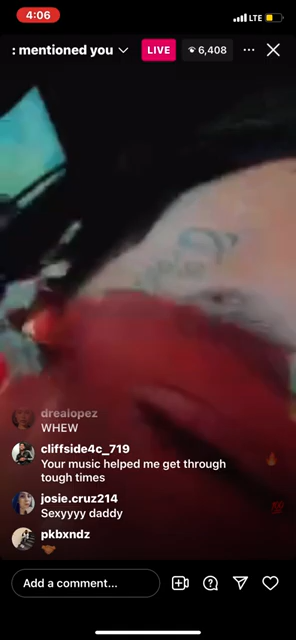 4:06
LTE
: mentioned you
LIVE
6,408
drealopez
WHEW
cliffside4c_719
Your music helped me get through
tough times
josie.cruz214
Sexyyyy daddy
pkbxndz
Add a comment...